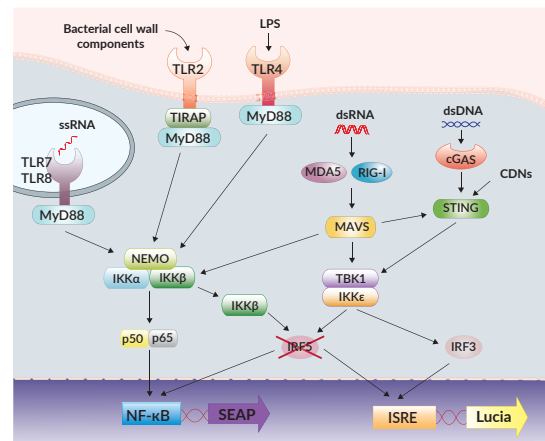 Bacterial cell wall
components
LPS
TLR2
TLR4
TIRAP
MyD88
MyD88
ssRNA
TLR7
TLR8
MyD88
dsRNA
dsDNA
MDA5
RIG-I
cGAS
CDNs
STING
MAVS
NEMO
IKKα
IKKβ
TBK1
IKKε
IKKβ
p50
p65
IRF5
IRF3
NF-κB
SEAP
ISRE
Lucia